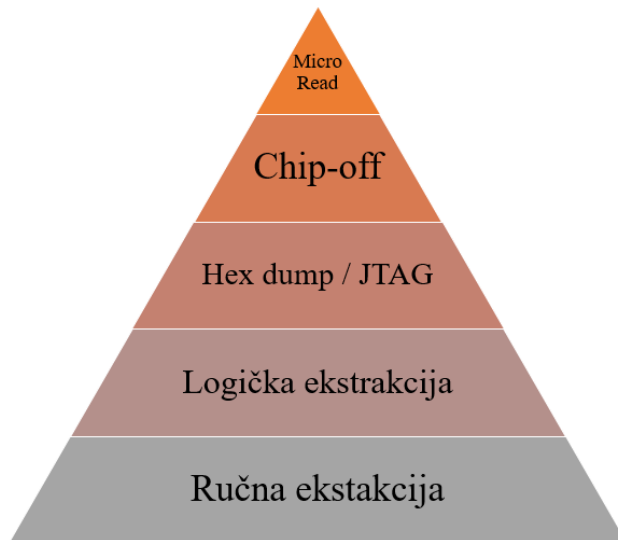 Micro
Read
Chip-off
Hex dump / JTAG
Logička ekstrakcija
Ručna ekstakcija